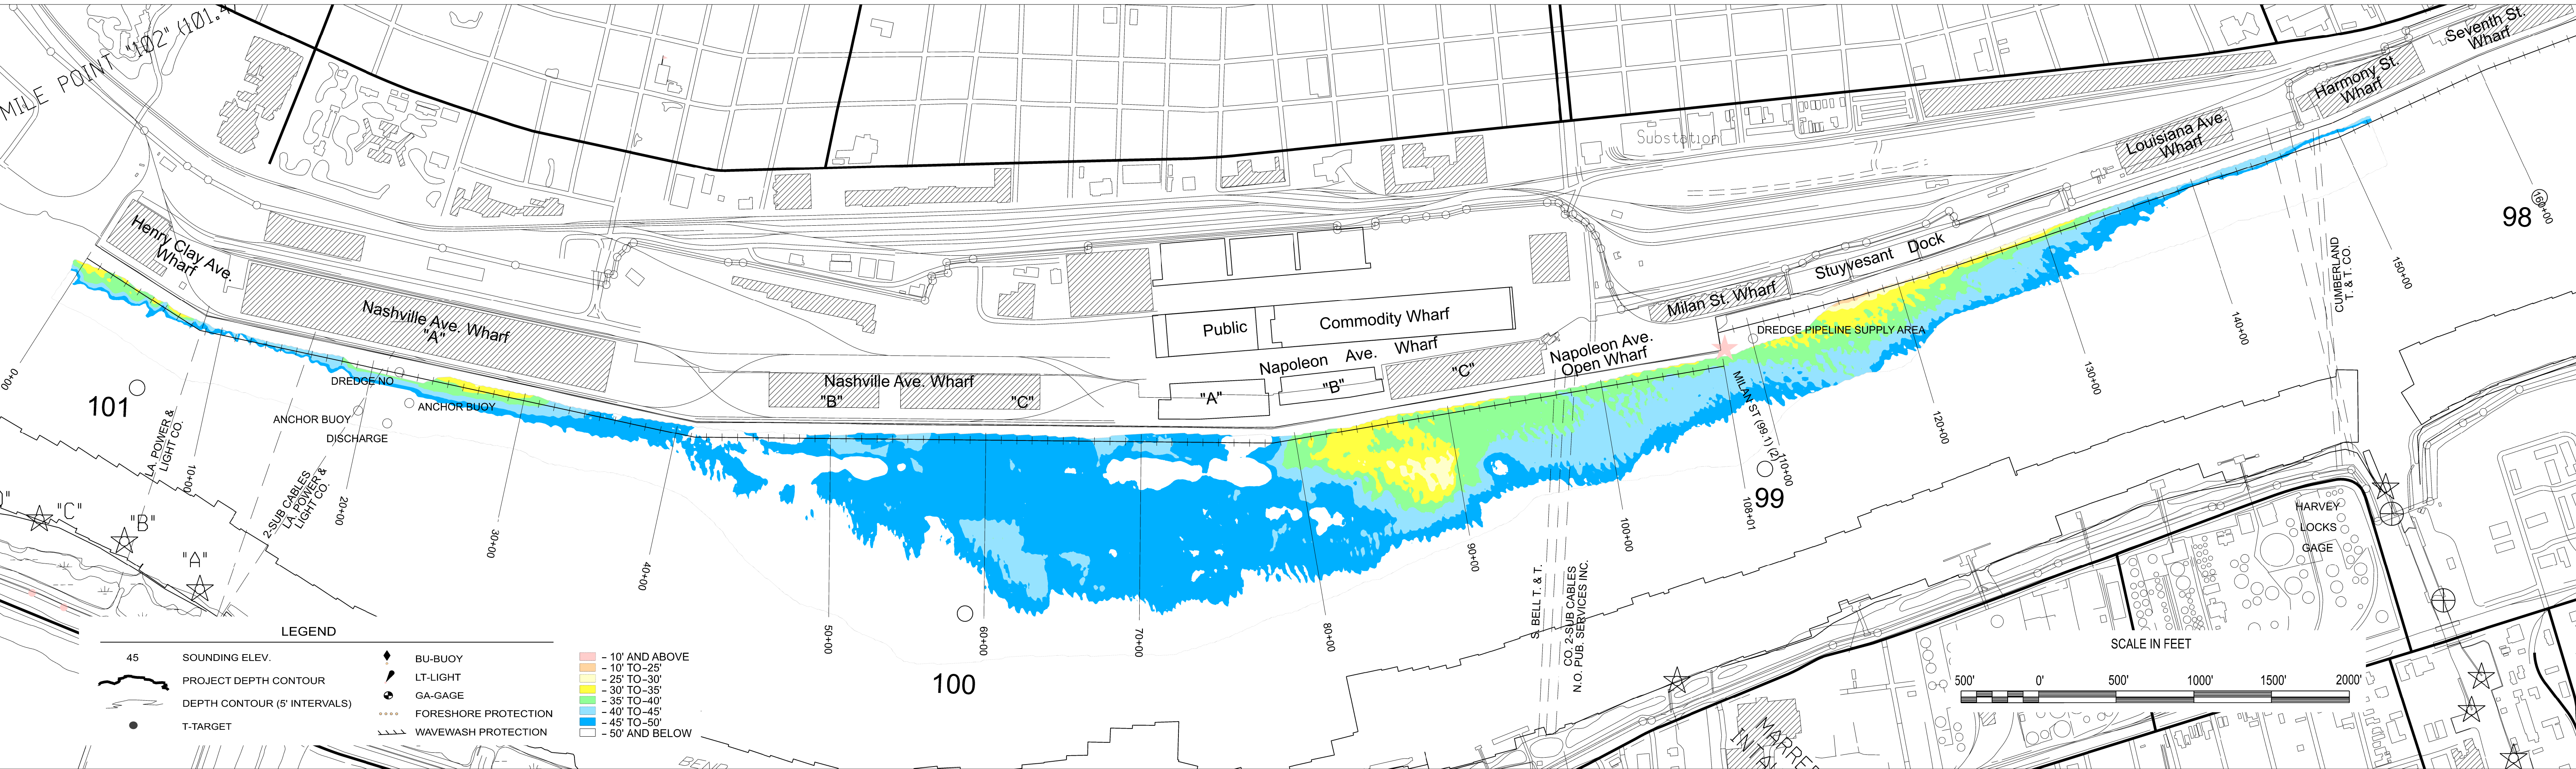 MILE POINT "102" (101.4
Henry Clay Ave.
Wharf
Nashville Ave. Wharf
"A"
Nashville Ave. Wharf
"B"
"C"
Public
Commodity Wharf
Napoleon Ave. Wharf
"A"
"B"
"C"
Napoleon Ave.
Open Wharf
Milan St. Wharf
Stuyvesant Dock
Substation
Louisiana Ave.
Wharf
Harmony St.
Wharf
Seventh St.
Wharf
DREDGE PIPELINE SUPPLY AREA
MILAN ST (99.1) (2)
DREDGE NO
ANCHOR BUOY
ANCHOR BUOY
DISCHARGE
101
100
99
98
00+0
10+00
20+00
30+00
40+00
50+00
60+00
70+00
80+00
90+00
100+00
108+01
110+00
120+00
130+00
140+00
150+00
160+00
LA. POWER &
LIGHT CO.
2-SUB CABLES
LA. POWER &
LIGHT CO.
S. BELL T. & T.
CO. 2-SUB CABLES
N.O. PUB. SERVICES INC.
CUMBERLAND
T. & T. CO.
"C"
"B"
"A"
HARVEY
LOCKS
GAGE
LEGEND
45 SOUNDING ELEV.
PROJECT DEPTH CONTOUR
DEPTH CONTOUR (5' INTERVALS)
T-TARGET
BU-BUOY
LT-LIGHT
GA-GAGE
FORESHORE PROTECTION
WAVEWASH PROTECTION
- 10' AND ABOVE
- 10' TO-25'
- 25' TO-30'
- 30' TO-35'
- 35' TO-40'
- 40' TO-45'
- 45' TO-50'
- 50' AND BELOW
SCALE IN FEET
500' 0' 500' 1000' 1500' 2000'